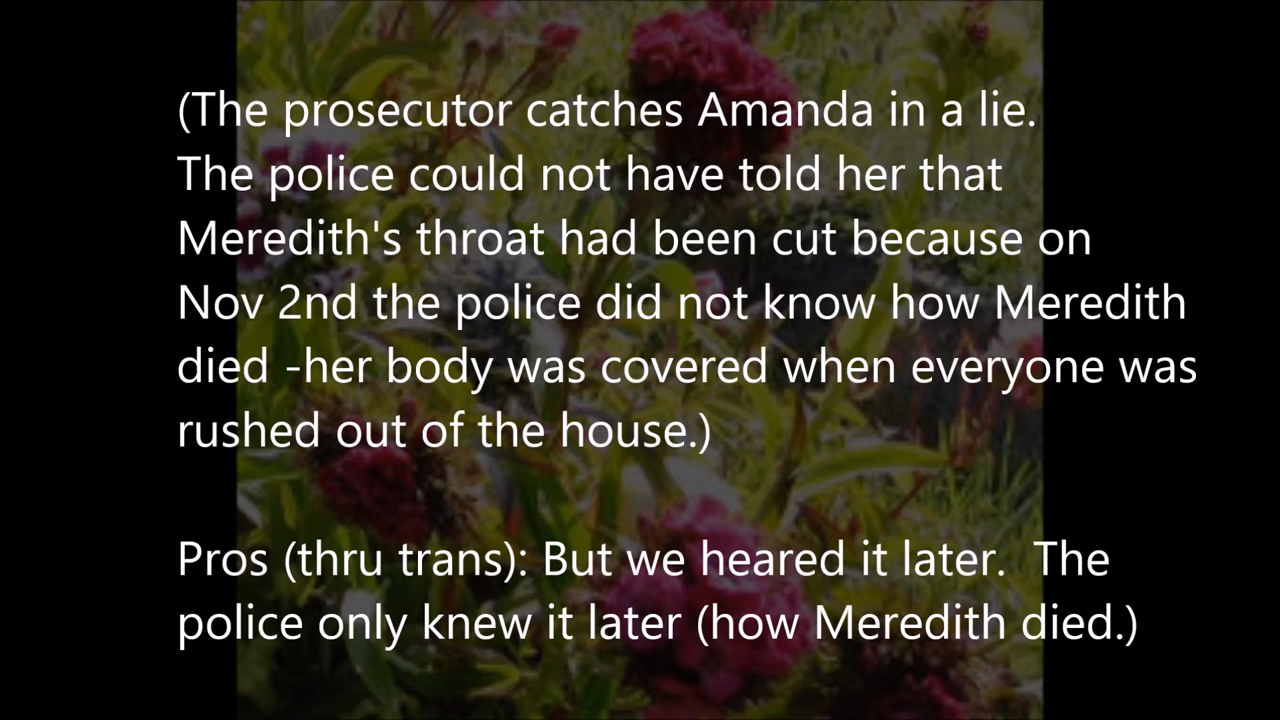 (The prosecutor catches Amanda in a lie.
The police could not have told her that
Meredith's throat had been cut because on
Nov 2nd the police did not know how Meredith
died -her body was covered when everyone was
rushed out of the house.)
Pros (thru trans): But we heared it later.  The
police only knew it later (how Meredith died.)